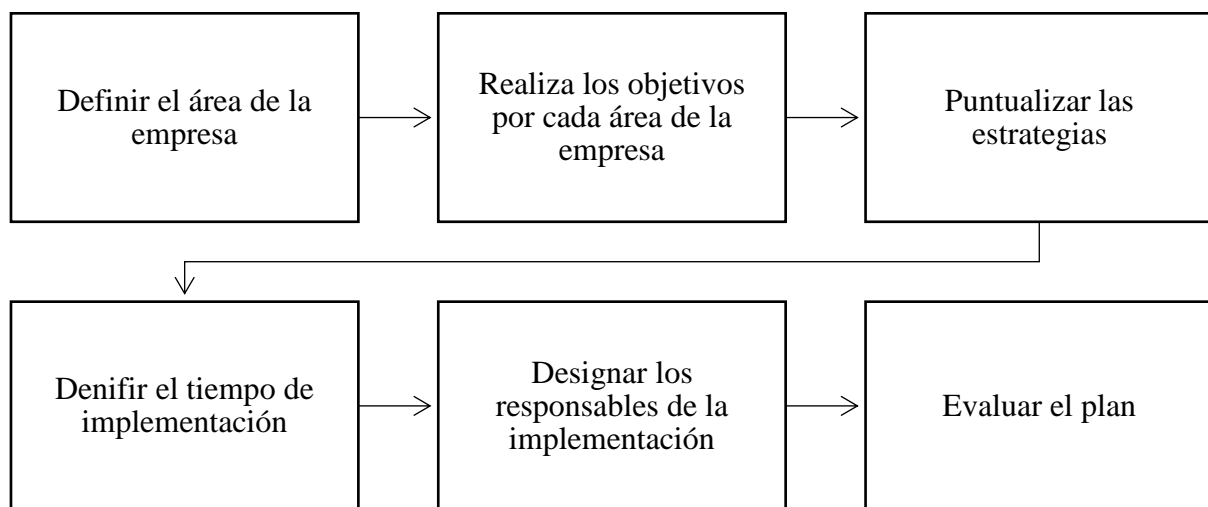 Definir el área de la
empresa
Realiza los objetivos
por cada área de la
empresa
Puntualizar las
estrategias
Denifir el tiempo de
implementación
Designar los
responsables de la
implementación
Evaluar el plan